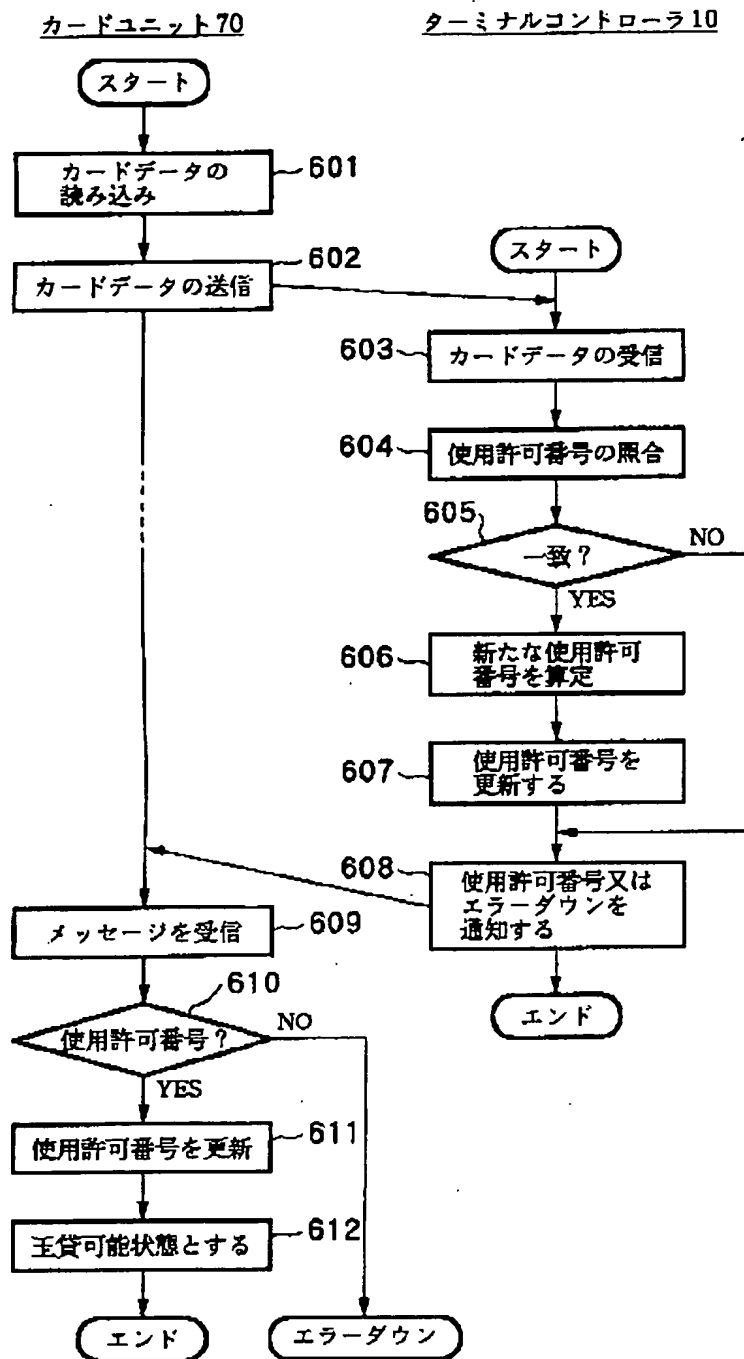 カードユニット70
ターミナルコントローラ10
スタート
カードデータの
読み込み
601
カードデータの送信
602
スタート
603
カードデータの受信
604
使用許可番号の照合
605
一致?
NO
YES
606
新たな使用許可
番号を算定
607
使用許可番号を
更新する
608
使用許可番号又は
エラーダウンを
通知する
エンド
メッセージを受信
609
610
使用許可番号?
NO
YES
使用許可番号を更新
611
玉貸可能状態とする
612
エンド
エラーダウン